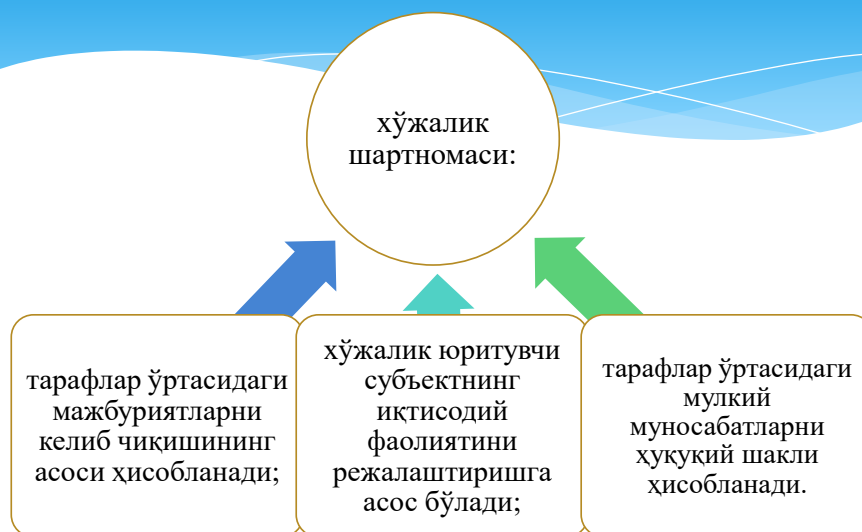 хўжалик
шартномаси:
тарафлар ўртасидаги
мажбуриятларни
келиб чиқишининг
асоси ҳисобланади;
хўжалик юритувчи
субъектнинг
иқтисодий
фаолиятини
режалаштиришга
асос бўлади;
тарафлар ўртасидаги
мулкий
муносабатларни
ҳуқуқий шакли
ҳисобланади.